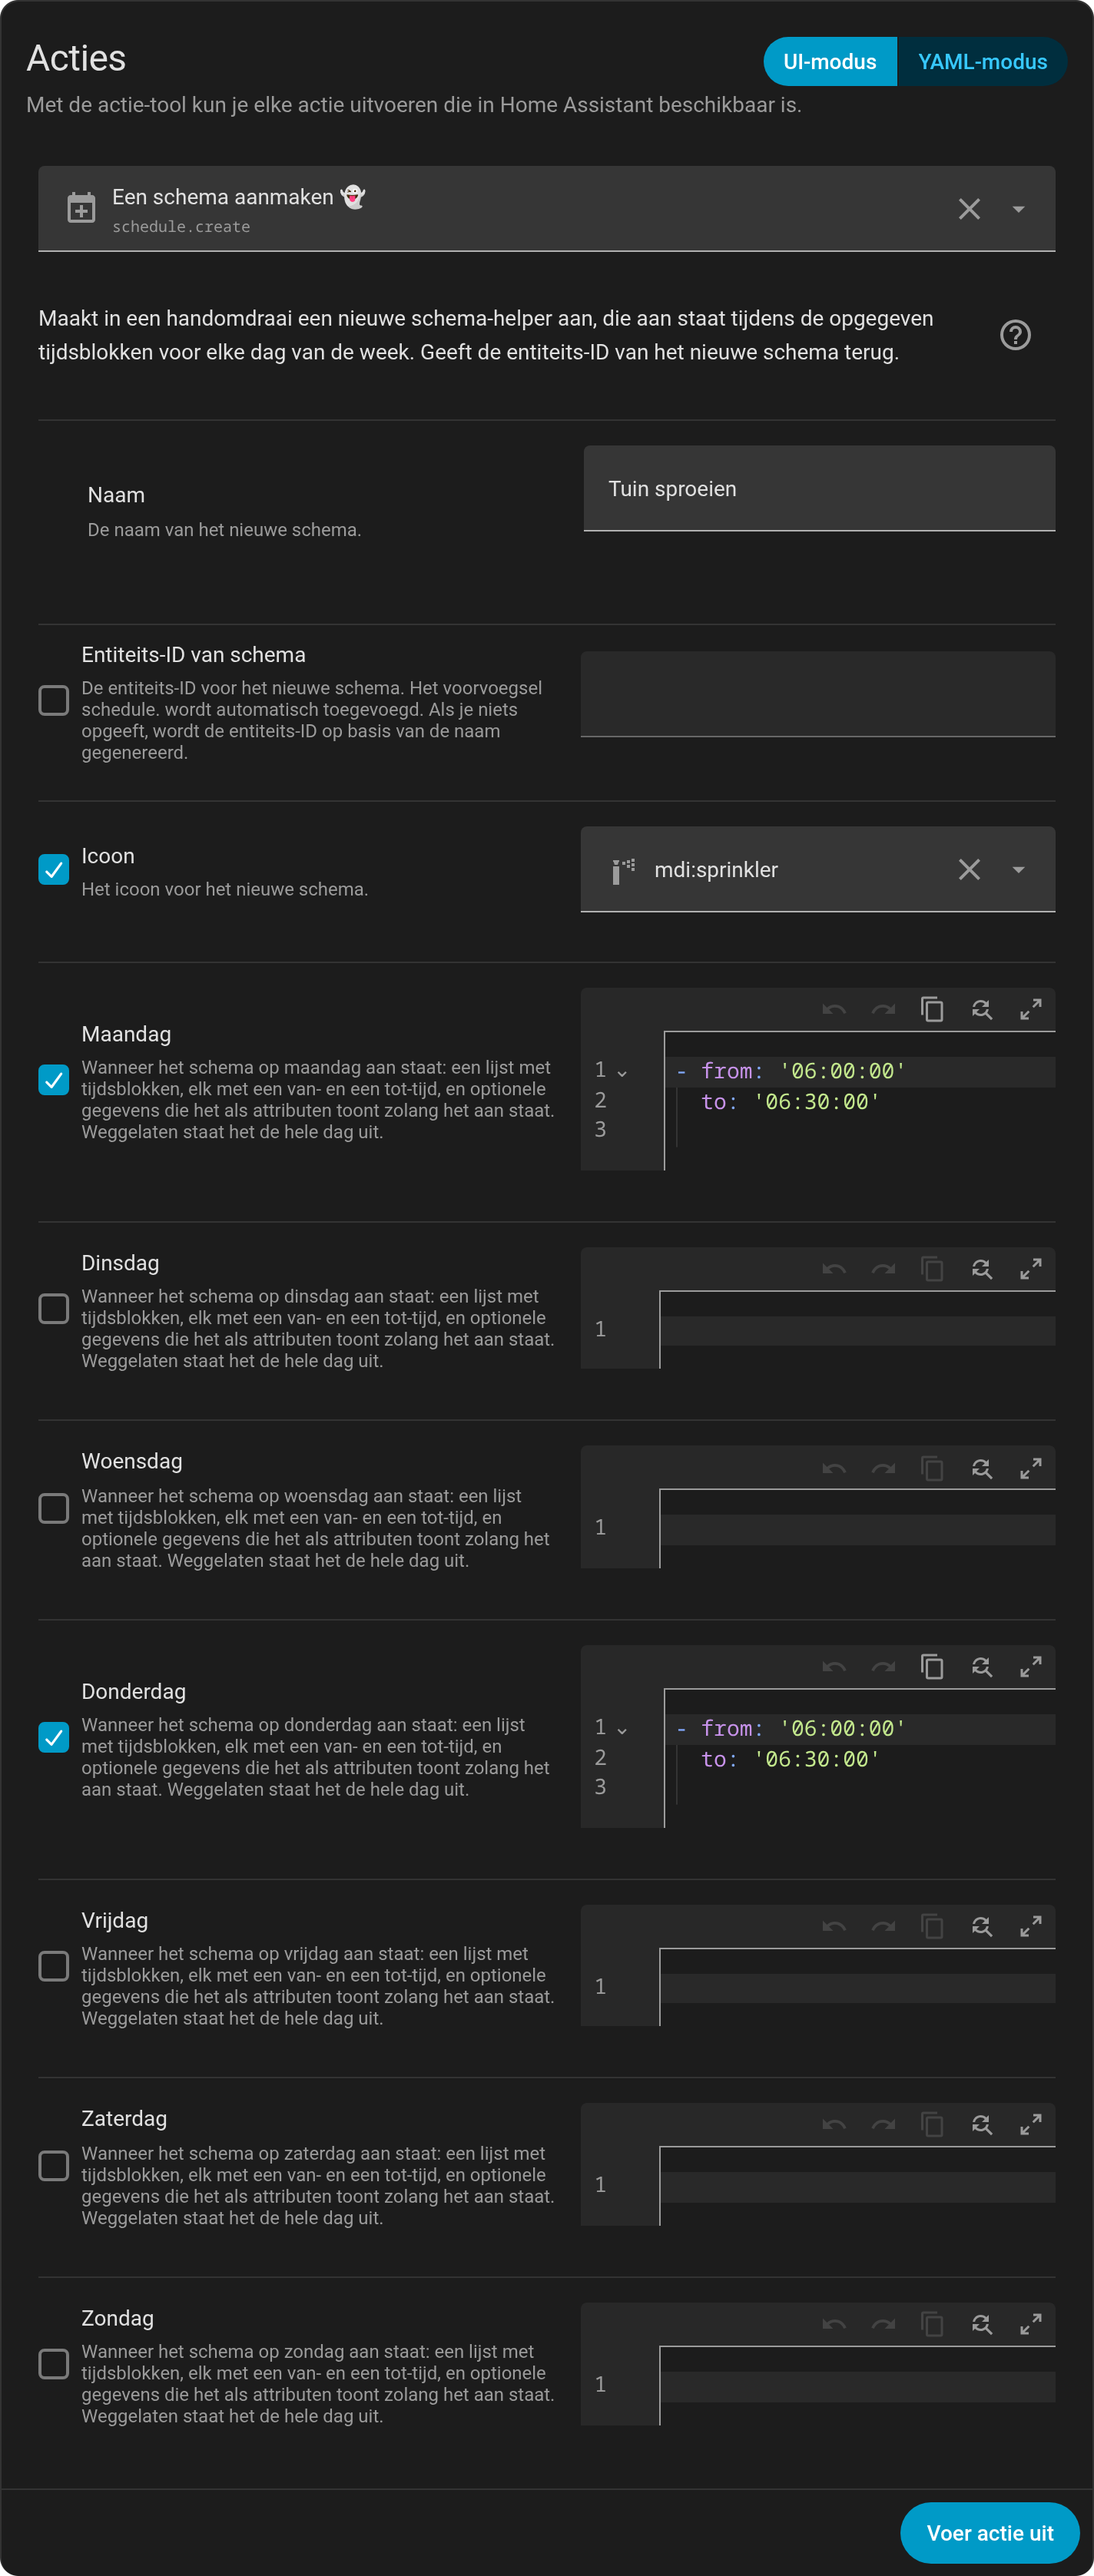 Acties
UI-modus
YAML-modus
Met de actie-tool kun je elke actie uitvoeren die in Home Assistant beschikbaar is.
Een schema aanmaken 👻
schedule.create
Maakt in een handomdraai een nieuwe schema-helper aan, die aan staat tijdens de opgegeven
tijdsblokken voor elke dag van de week. Geeft de entiteits-ID van het nieuwe schema terug.
Naam
De naam van het nieuwe schema.
Tuin sproeien
Entiteits-ID van schema
De entiteits-ID voor het nieuwe schema. Het voorvoegsel
schedule. wordt automatisch toegevoegd. Als je niets
opgeeft, wordt de entiteits-ID op basis van de naam
gegenereerd.
Icoon
Het icoon voor het nieuwe schema.
mdi:sprinkler
Maandag
Wanneer het schema op maandag aan staat: een lijst met
tijdsblokken, elk met een van- en een tot-tijd, en optionele
gegevens die het als attributen toont zolang het aan staat.
Weggelaten staat het de hele dag uit.
1 - from: '06:00:00'
2 to: '06:30:00'
3
Dinsdag
Wanneer het schema op dinsdag aan staat: een lijst met
tijdsblokken, elk met een van- en een tot-tijd, en optionele
gegevens die het als attributen toont zolang het aan staat.
Weggelaten staat het de hele dag uit.
1
Woensdag
Wanneer het schema op woensdag aan staat: een lijst
met tijdsblokken, elk met een van- en een tot-tijd, en
optionele gegevens die het als attributen toont zolang het
aan staat. Weggelaten staat het de hele dag uit.
1
Donderdag
Wanneer het schema op donderdag aan staat: een lijst
met tijdsblokken, elk met een van- en een tot-tijd, en
optionele gegevens die het als attributen toont zolang het
aan staat. Weggelaten staat het de hele dag uit.
1 - from: '06:00:00'
2 to: '06:30:00'
3
Vrijdag
Wanneer het schema op vrijdag aan staat: een lijst met
tijdsblokken, elk met een van- en een tot-tijd, en optionele
gegevens die het als attributen toont zolang het aan staat.
Weggelaten staat het de hele dag uit.
1
Zaterdag
Wanneer het schema op zaterdag aan staat: een lijst met
tijdsblokken, elk met een van- en een tot-tijd, en optionele
gegevens die het als attributen toont zolang het aan staat.
Weggelaten staat het de hele dag uit.
1
Zondag
Wanneer het schema op zondag aan staat: een lijst met
tijdsblokken, elk met een van- en een tot-tijd, en optionele
gegevens die het als attributen toont zolang het aan staat.
Weggelaten staat het de hele dag uit.
1
Voer actie uit